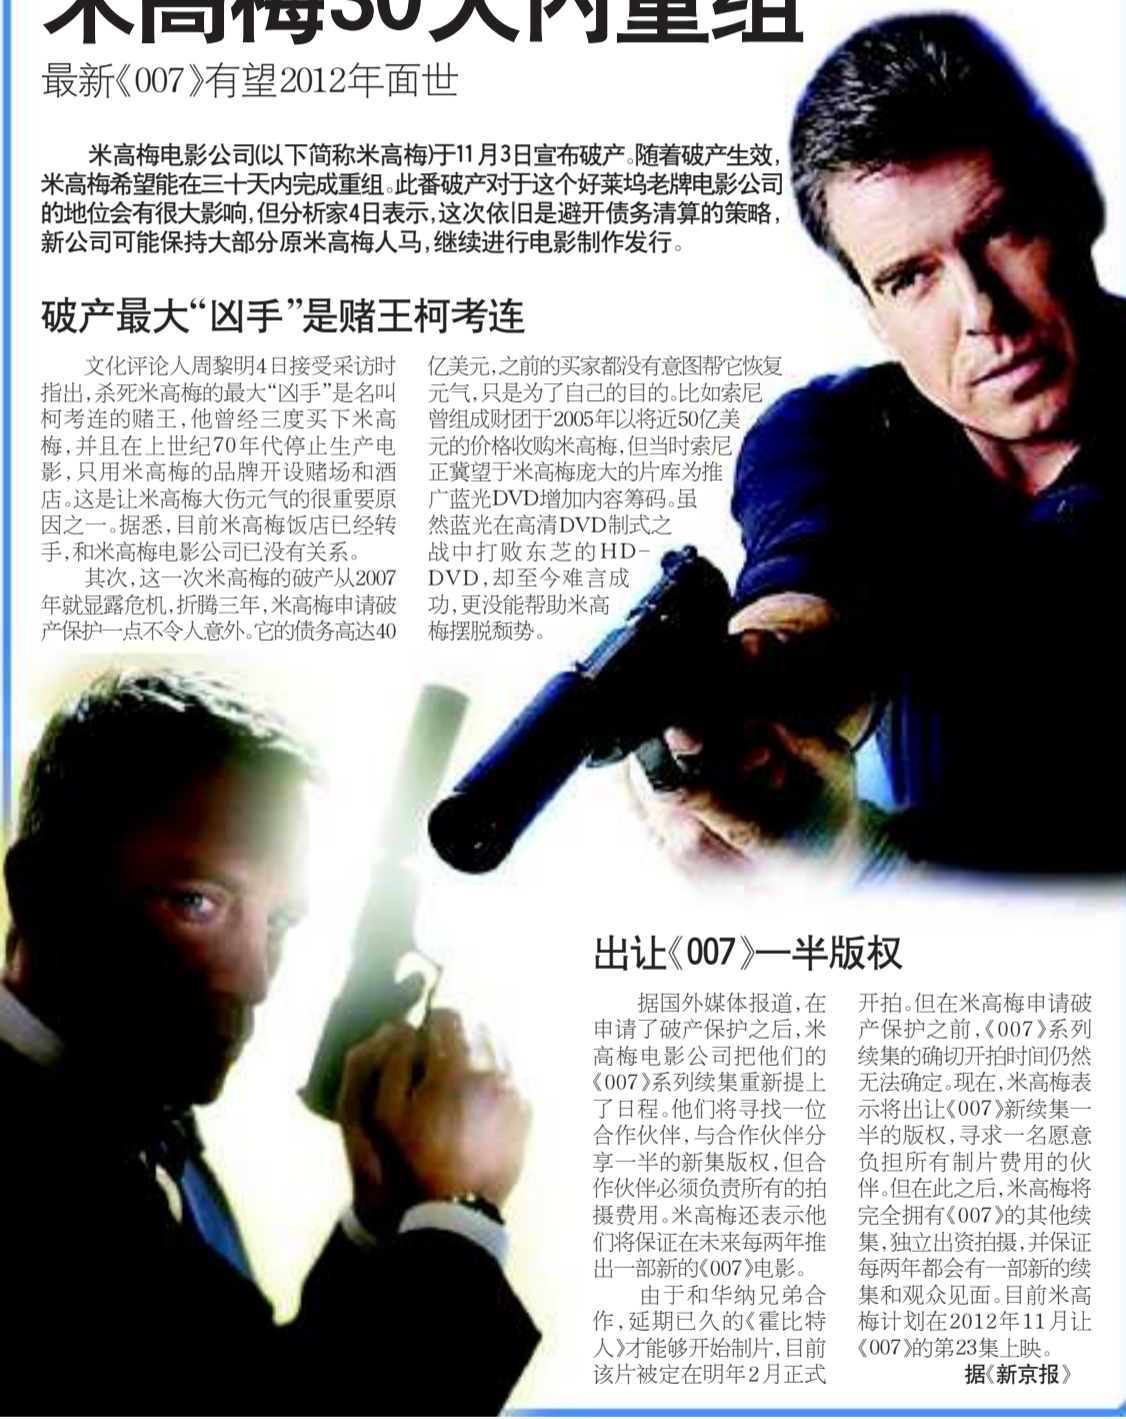 米高梅30天内重组
最新《007》有望2012年面世
米高梅电影公司(以下简称米高梅)于11月3日宣布破产。随着破产生效，
米高梅希望能在三十天内完成重组。此番破产对于这个好莱坞老牌电影公司
的地位会有很大影响，但分析家4日表示，这次依旧是避开债务清算的策略，
新公司可能保持大部分原米高梅人马，继续进行电影制作发行。
破产最大“凶手”是赌王柯考连
文化评论人周黎明4日接受采访时
指出，杀死米高梅的最大“凶手”是名叫
柯考连的赌王，他曾经三度买下米高
梅，并且在上世纪70年代停止生产电
影，只用米高梅的品牌开设赌场和酒
店。这是让米高梅大伤元气的很重要原
因之一。据悉，目前米高梅饭店已经转
手，和米高梅电影公司已没有关系。
其次，这一次米高梅的破产从2007
年就显露危机，折腾三年，米高梅申请破
产保护一点不令人意外。它的债务高达40
亿美元，之前的买家都没有意图帮它恢复
元气，只是为了自己的目的。比如索尼
曾组成财团于2005年以将近50亿美
元的价格收购米高梅，但当时索尼
正冀望于米高梅庞大的片库为推
广蓝光DVD增加内容筹码。虽
然蓝光在高清DVD制式之
战中打败东芝的HD-
DVD，却至今难言成
功，更没能帮助米高
梅摆脱颓势。
出让《007》一半版权
据国外媒体报道，在
申请了破产保护之后，米
高梅电影公司把他们的
《007》系列续集重新提上
了日程。他们将寻找一位
合作伙伴，与合作伙伴分
享一半的新集版权，但合
作伙伴必须负责所有的拍
摄费用。米高梅还表示他
们将保证在未来每两年推
出一部新的《007》电影。
由于和华纳兄弟合
作，延期已久的《霍比特
人》才能够开始制片，目前
该片被定在明年2月正式
开拍。但在米高梅申请破
产保护之前，《007》系列
续集的确切开拍时间仍然
无法确定。现在，米高梅表
示将出让《007》新续集一
半的版权，寻求一名愿意
负担所有制片费用的伙
伴。但在此之后，米高梅将
完全拥有《007》的其他续
集，独立出资拍摄，并保证
每两年都会有一部新的续
集和观众见面。目前米高
梅计划在2012年11月让
《007》的第23集上映。
据《新京报》